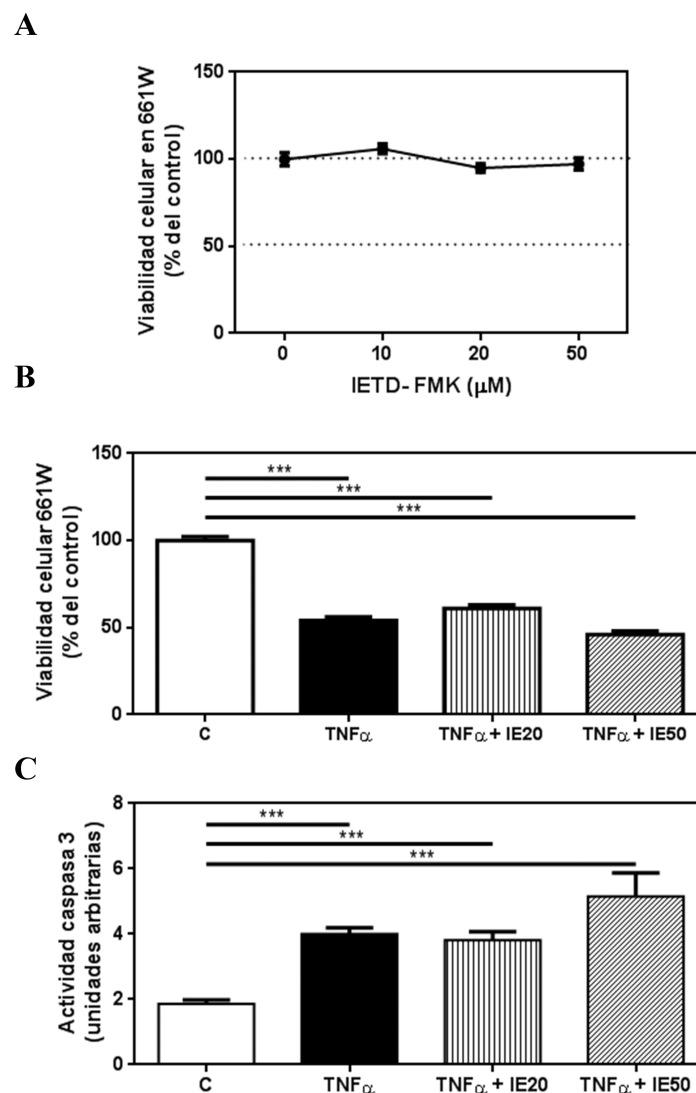 A
Viabilidad celular en 661W
(% del control)
150
100
50
0
0 10 20 50
IETD- FMK (µM)
B
Viabilidad celular 661W
(% del control)
150
100
50
0
***
***
***
C TNFα TNFα + IE20 TNFα + IE50
C
Actividad caspasa 3
(unidades arbitrarias)
8
6
4
2
0
***
***
***
C TNFα TNFα + IE20 TNFα + IE50